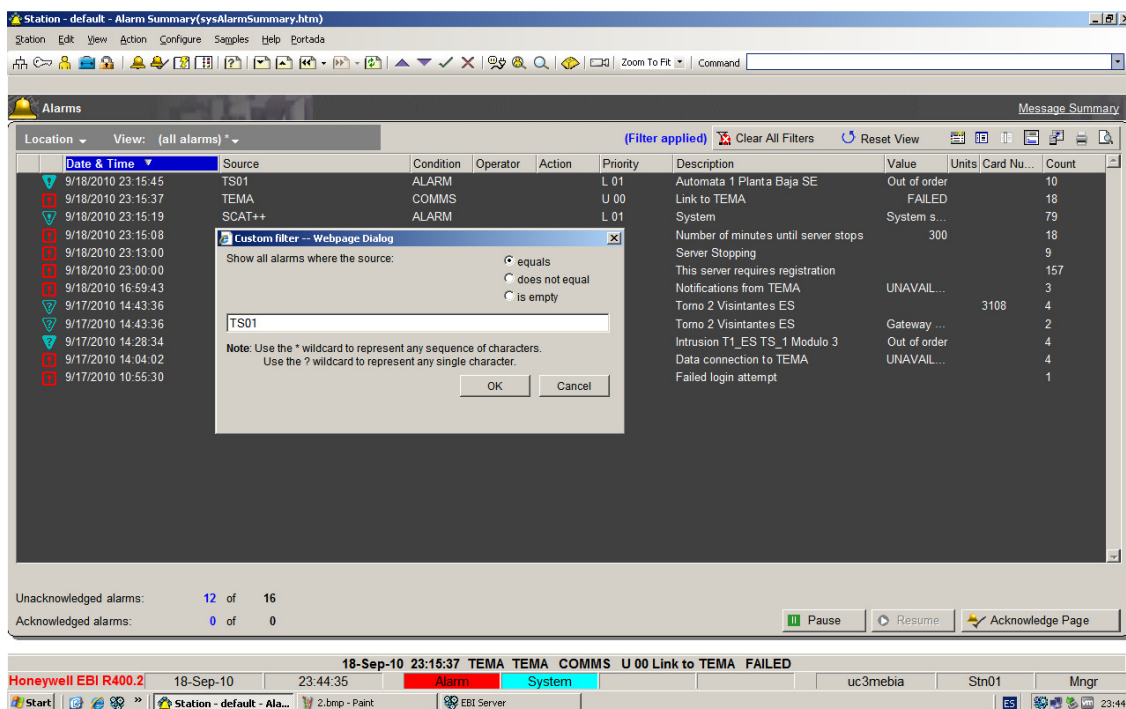 Station - default - Alarm Summary(sysAlarmSummary.htm)
Station Edit View Action Configure Samples Help Portada
Zoom To Fit Command
Alarms Message Summary
Location View: (all alarms) * (Filter applied) Clear All Filters Reset View
Date & Time Source Condition Operator Action Priority Description Value Units Card Nu... Count
9/18/2010 23:15:45 TS01 ALARM L 01 Automata 1 Planta Baja SE Out of order 10
9/18/2010 23:15:37 TEMA COMMS U 00 Link to TEMA FAILED 18
9/18/2010 23:15:19 SCAT++ ALARM L 01 System System s... 79
9/18/2010 23:15:08 Number of minutes until server stops 300 18
9/18/2010 23:13:00 Server Stopping 9
9/18/2010 23:00:00 This server requires registration 157
9/18/2010 16:59:43 Notifications from TEMA UNAVAIL... 3
9/17/2010 14:43:36 Torno 2 Visintantes ES 3108 4
9/17/2010 14:43:36 Torno 2 Visintantes ES Gateway ... 2
9/17/2010 14:28:34 Intrusion T1_ES TS_1 Modulo 3 Out of order 4
9/17/2010 14:04:02 Data connection to TEMA UNAVAIL... 4
9/17/2010 10:55:30 Failed login attempt 1
Custom filter -- Webpage Dialog
Show all alarms where the source:
equals
does not equal
is empty
TS01
Note: Use the * wildcard to represent any sequence of characters.
Use the ? wildcard to represent any single character.
OK Cancel
Unacknowledged alarms: 12 of 16
Acknowledged alarms: 0 of 0
Pause Resume Acknowledge Page
18-Sep-10 23:15:37 TEMA TEMA COMMS U 00 Link to TEMA FAILED
Honeywell EBI R400.2 18-Sep-10 23:44:35 Alarm System uc3mebia Stn01 Mngr
Start » Station - default - Ala... 2.bmp - Paint EBI Server ES 23:44